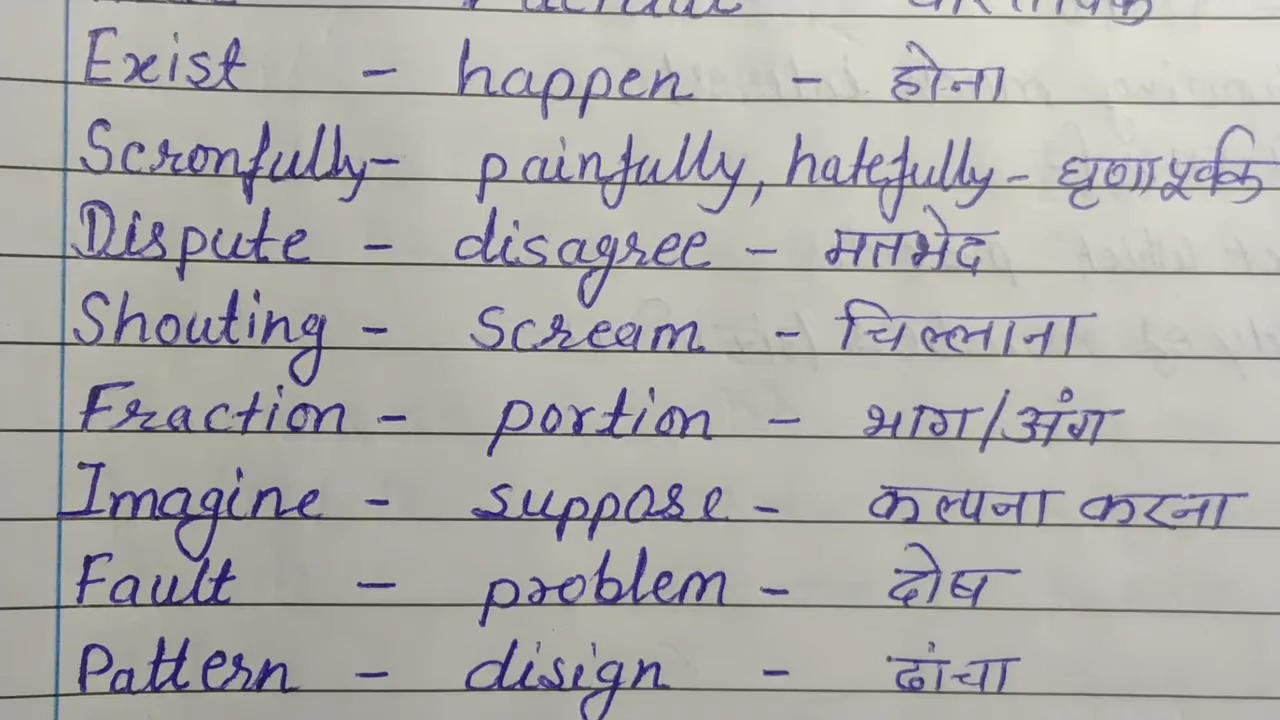 Exist - happen - होना
Scronfully - painfully, hatefully - घृणापूर्वक
Dispute - disagree - मतभेद
Shouting - Scream - चिल्लाना
Fraction - portion - भाग/अंग
Imagine - suppose - कल्पना करना
Fault - problem - दोष
Pattern - disign - ढांचा